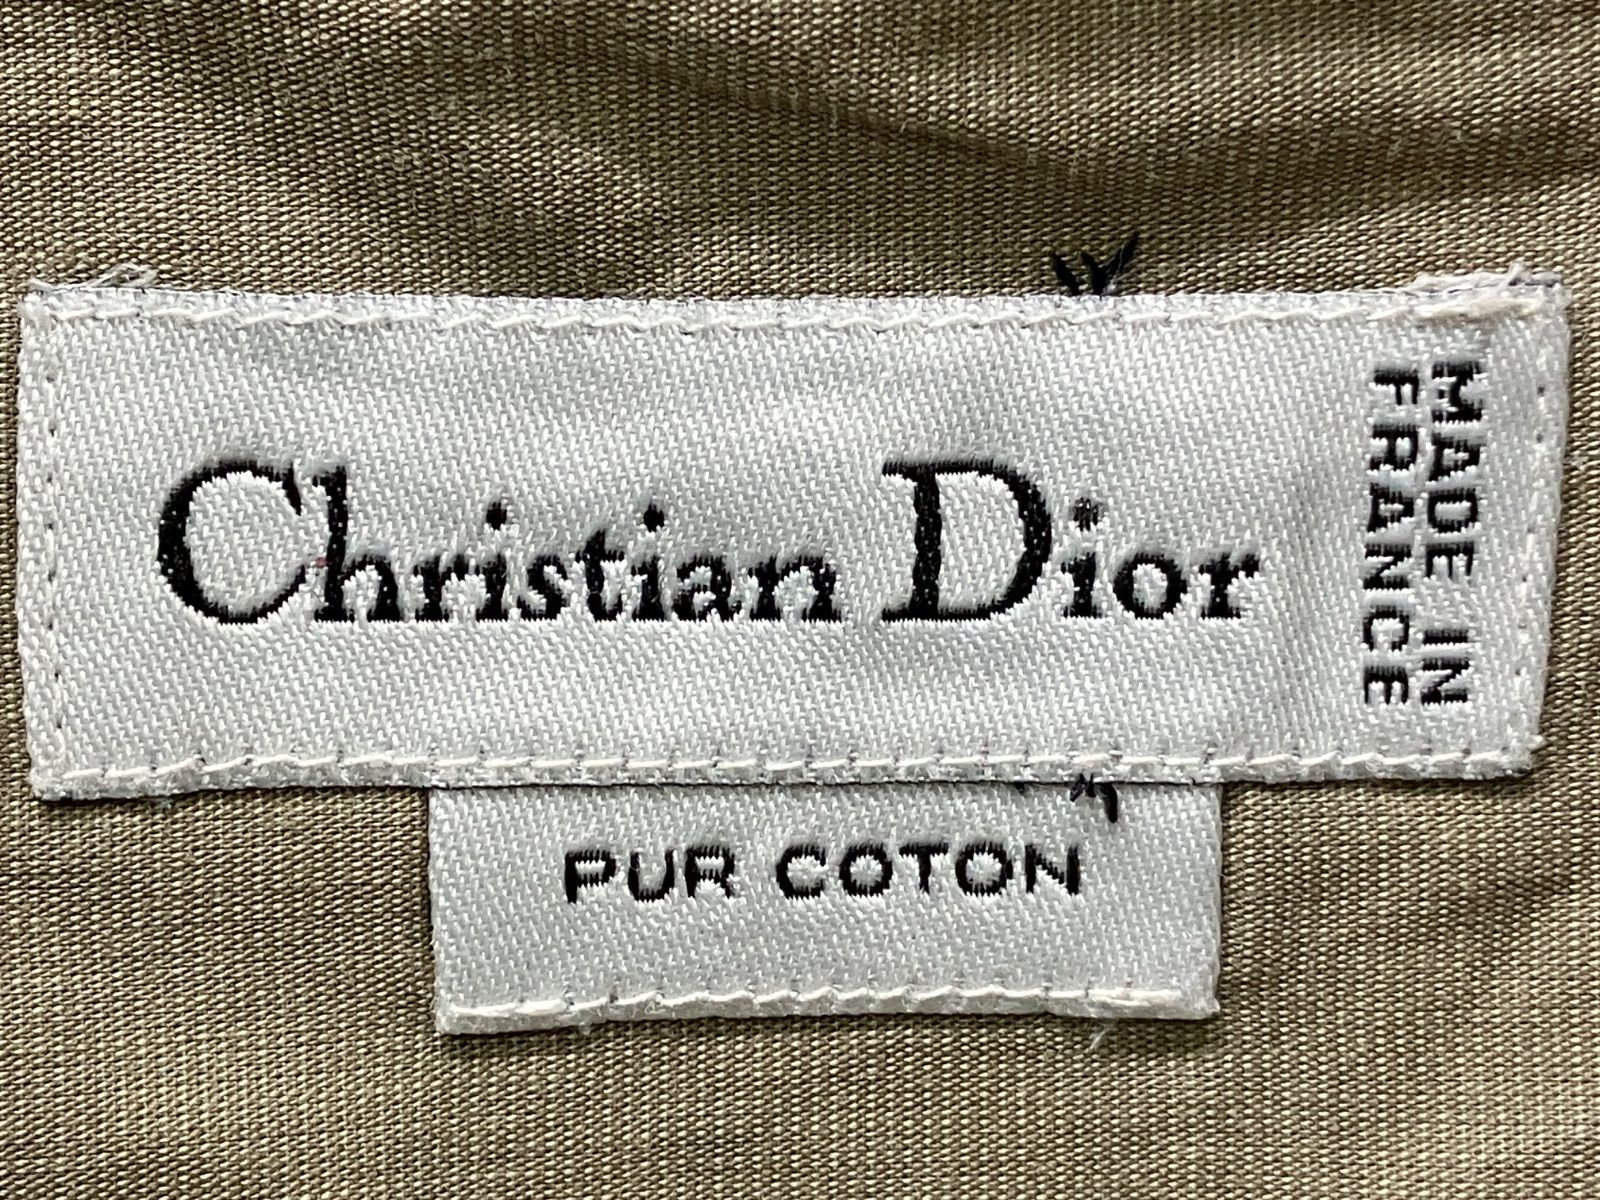 Christian Dior
MADE IN
FRANCE
PUR COTON